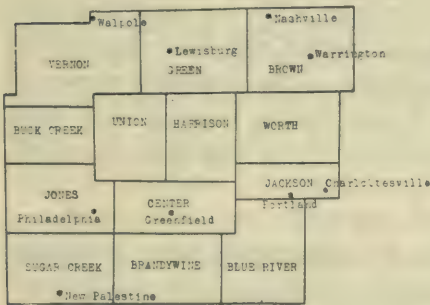 Walpole
Nashville
Lewisburg
Warrington
VERNON
GREEN
BROWN
BUCK CREEK
UNION
HARRISON
WORTH
JONES
CENTER
JACKSON
Charlottesville
Philadelphia
Greenfield
Portland
SUGAR CREEK
BRANDYWINE
BLUE RIVER
New Palestine